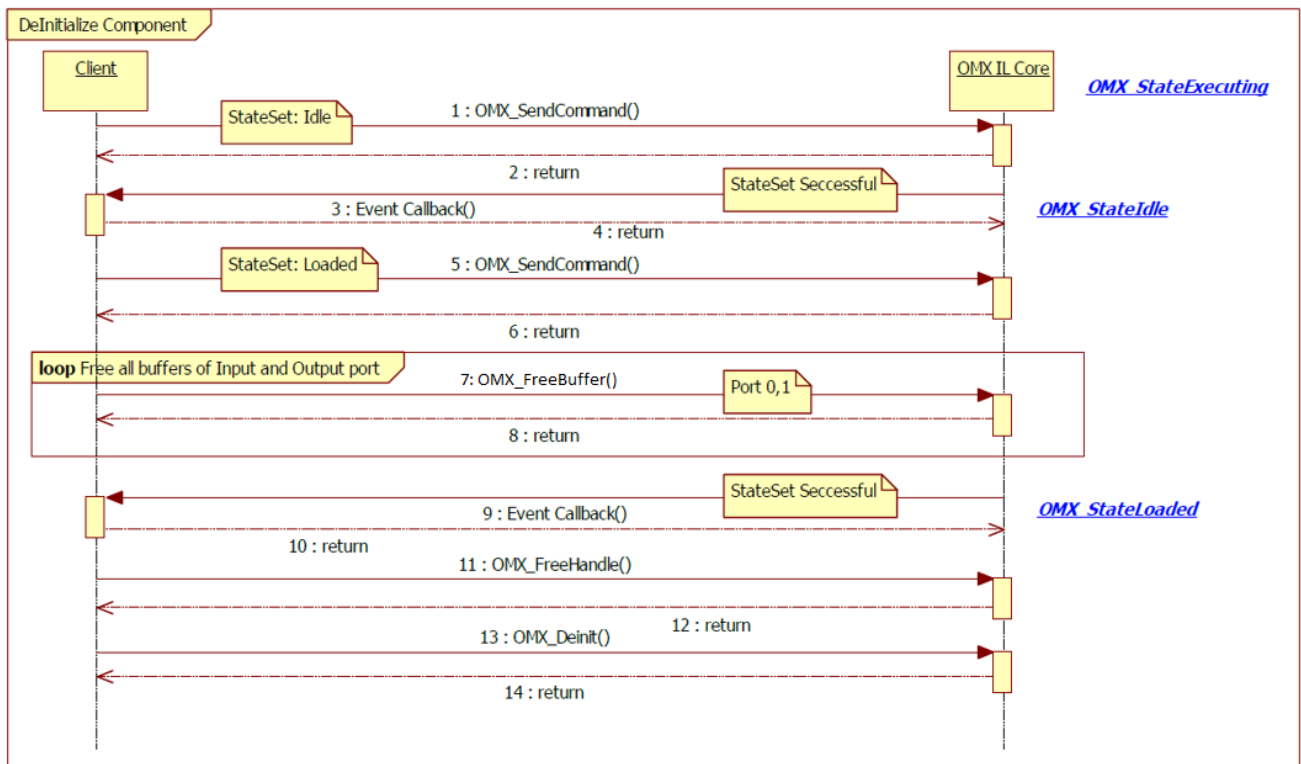 DeInitialize Component
Client
OMX IL Core
OMX_StateExecuting
StateSet: Idle
1 : OMX_SendCommand()
2 : return
StateSet Seccessful
3 : Event Callback()
OMX_StateIdle
4 : return
StateSet: Loaded
5 : OMX_SendCommand()
6 : return
loop Free all buffers of Input and Output port
7: OMX_FreeBuffer()
Port 0,1
8 : return
StateSet Seccessful
9 : Event Callback()
OMX_StateLoaded
10 : return
11 : OMX_FreeHandle()
12 : return
13 : OMX_Deinit()
14 : return